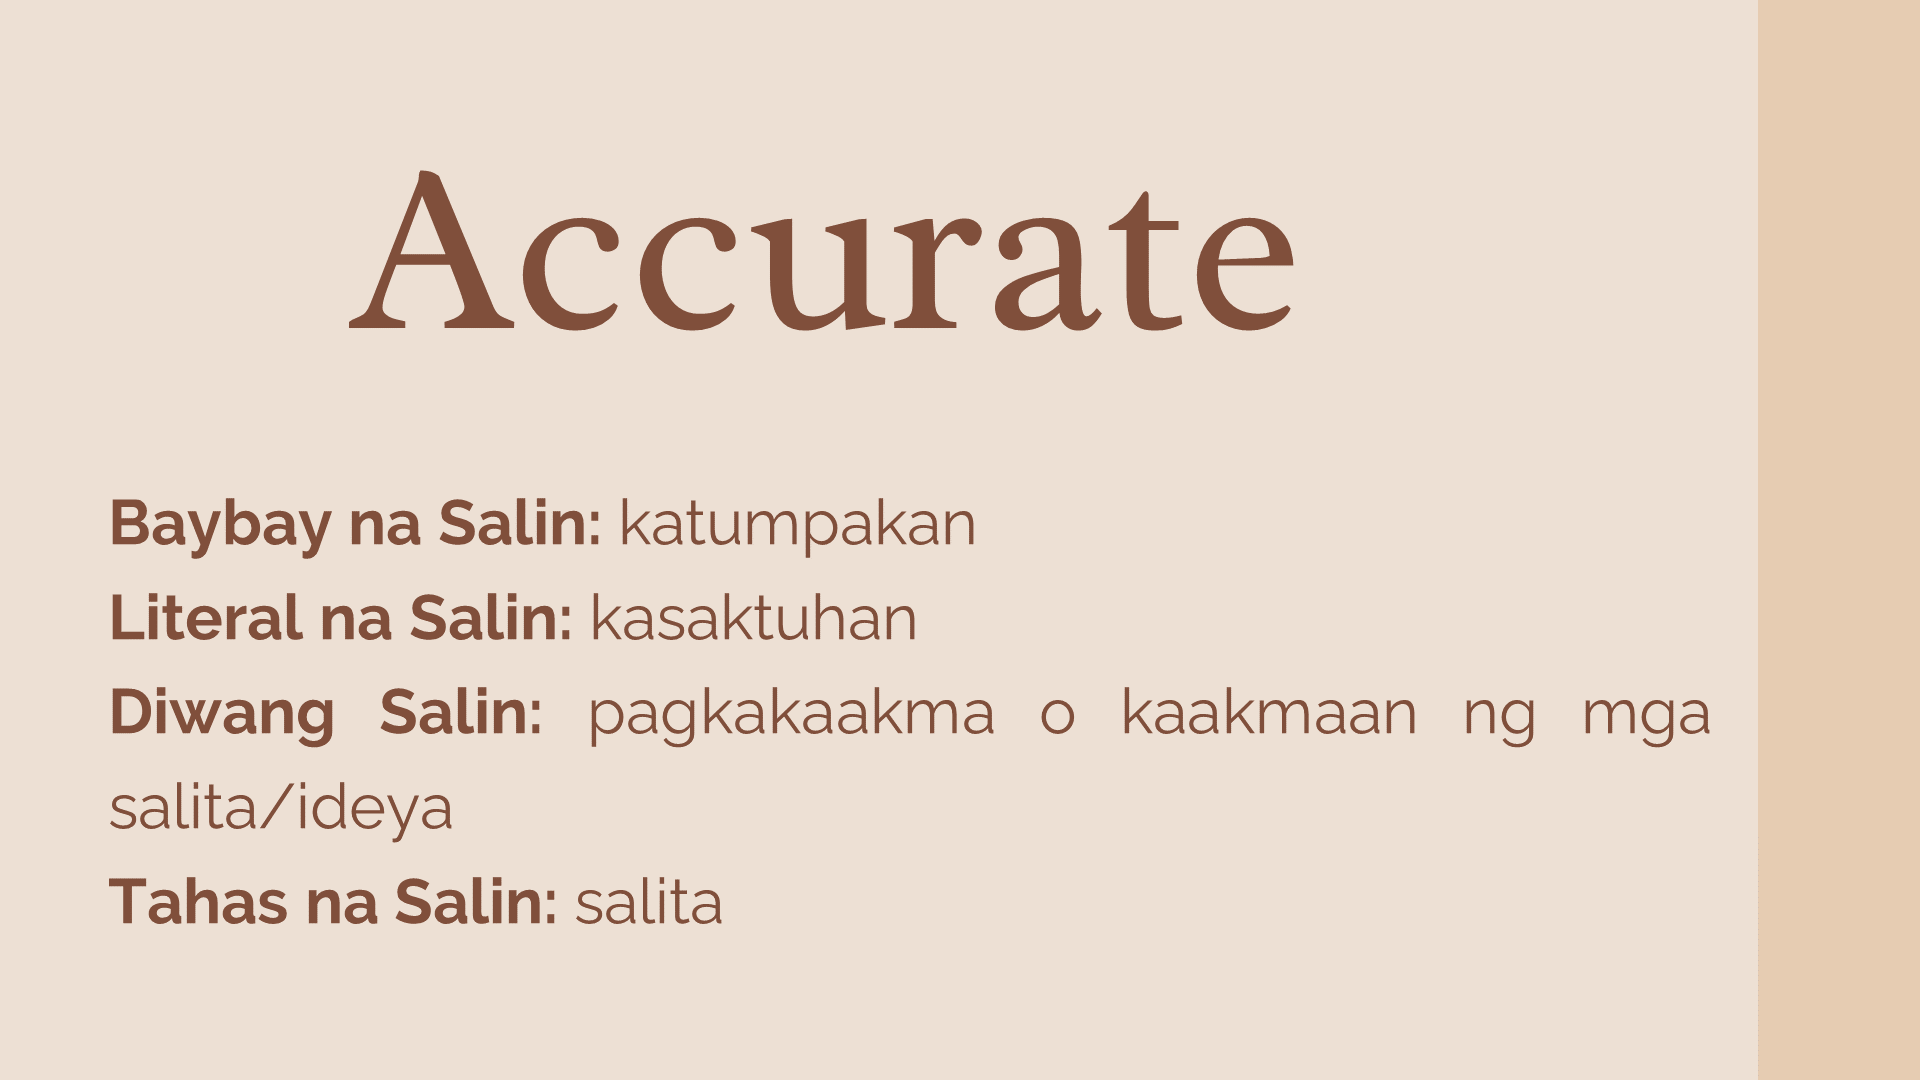 Accurate
Baybay na Salin: katumpakan
Literal na Salin: kasaktuhan
Diwang Salin: pagkakaakma o kaakmaan ng mga
salita/ideya
Tahas na Salin: salita